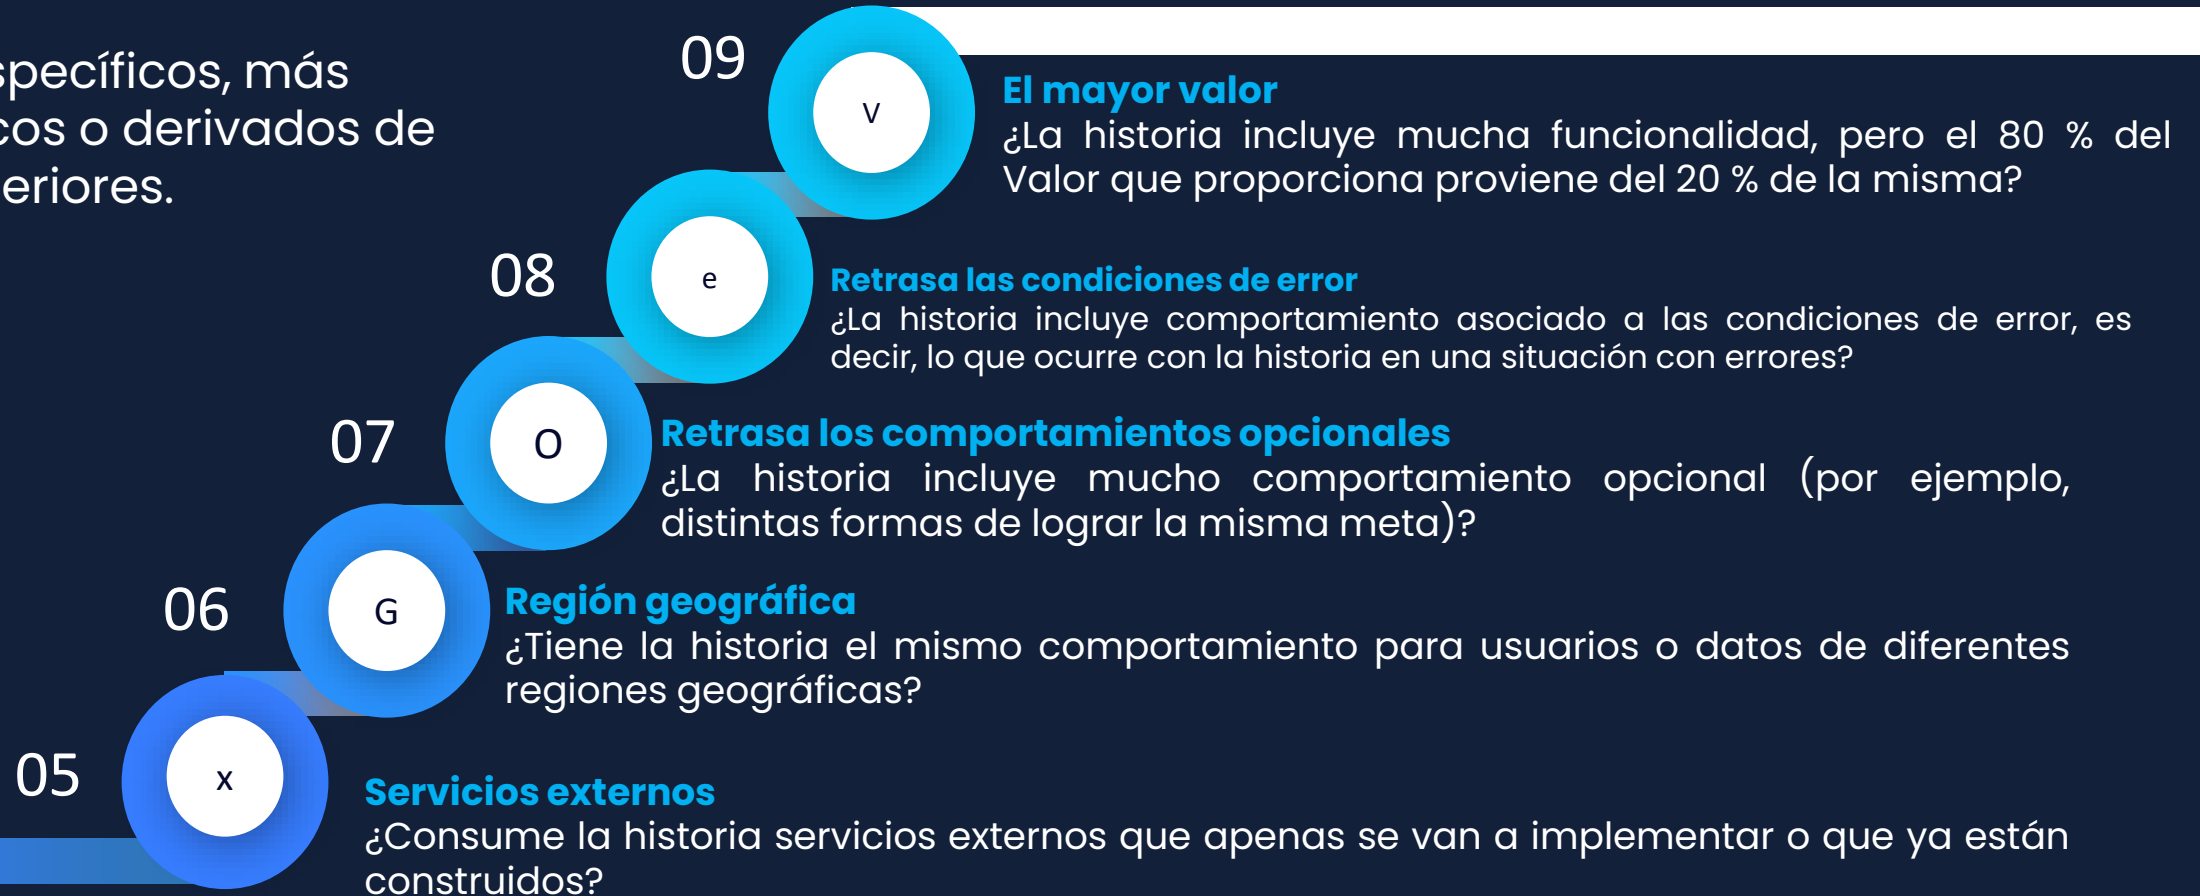 specíficos, más
cos o derivados de
eriores.
09
V
El mayor valor
¿La historia incluye mucha funcionalidad, pero el 80 % del
Valor que proporciona proviene del 20 % de la misma?
08
e
Retrasa las condiciones de error
¿La historia incluye comportamiento asociado a las condiciones de error, es
decir, lo que ocurre con la historia en una situación con errores?
07
O
Retrasa los comportamientos opcionales
¿La historia incluye mucho comportamiento opcional (por ejemplo,
distintas formas de lograr la misma meta)?
06
G
Región geográfica
¿Tiene la historia el mismo comportamiento para usuarios o datos de diferentes
regiones geográficas?
05
x
Servicios externos
¿Consume la historia servicios externos que apenas se van a implementar o que ya están
construidos?